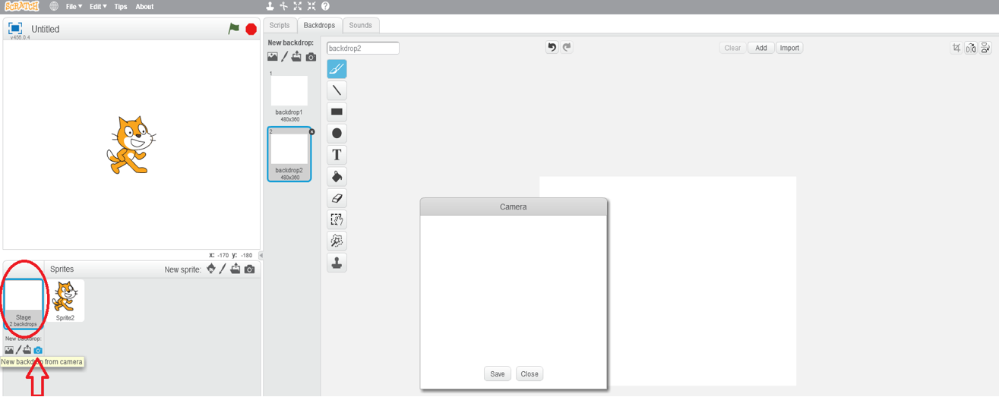 SCRATCH File Edit Tips About
Untitled
v456.0.4
Scripts Backdrops Sounds
New backdrop:
backdrop2
Clear Add Import
1
backdrop1
480x360
2
backdrop2
480x360
T
Camera
Save Close
x: -170 y: -180
Sprites New sprite:
Stage
2 backdrops
Sprite2
New backdrop:
New backdrop from camera